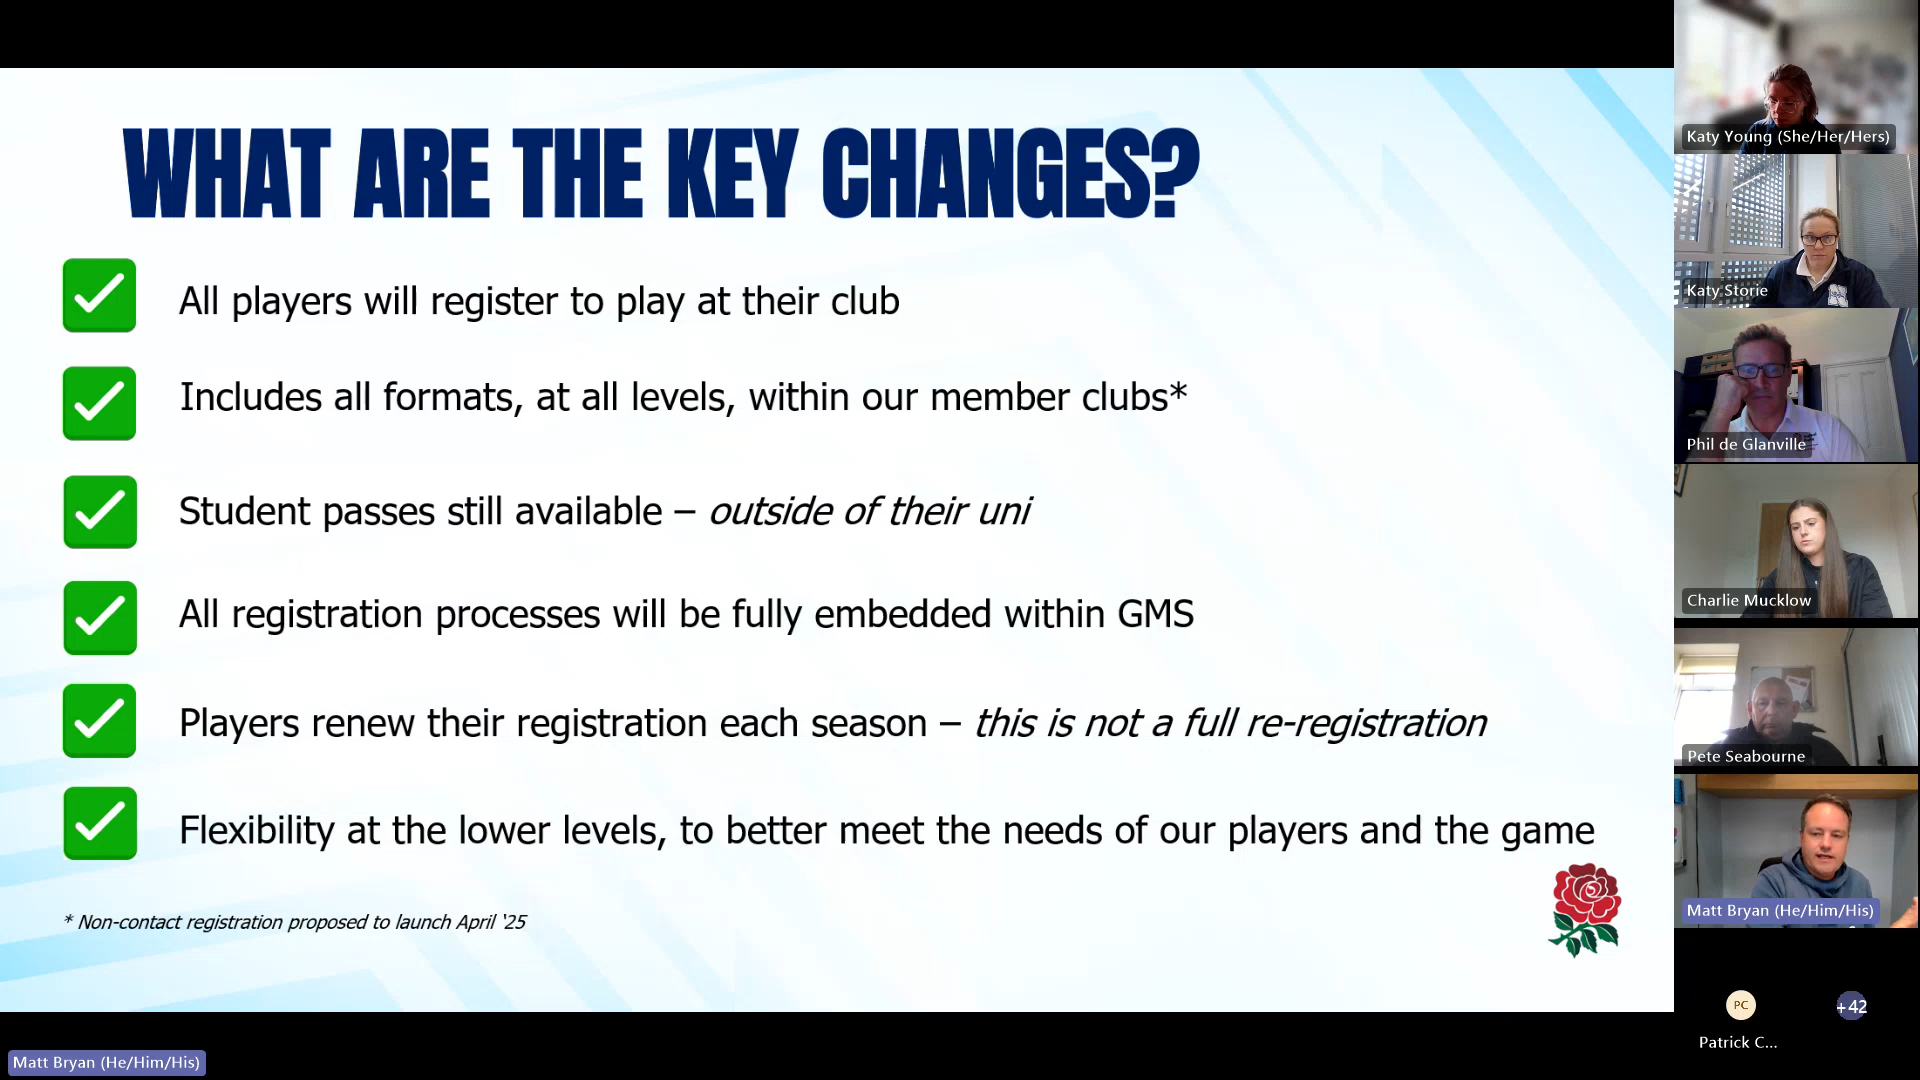 WHAT ARE THE KEY CHANGES?
All players will register to play at their club
Includes all formats, at all levels, within our member clubs*
Student passes still available – outside of their uni
All registration processes will be fully embedded within GMS
Players renew their registration each season – this is not a full re-registration
Flexibility at the lower levels, to better meet the needs of our players and the game
* Non-contact registration proposed to launch April '25
Matt Bryan (He/Him/His)
Katy Young (She/Her/Hers)
Katy Storie
Phil de Glanville
Charlie Mucklow
Pete Seabourne
Matt Bryan (He/Him/His)
PC
+42
Patrick C...